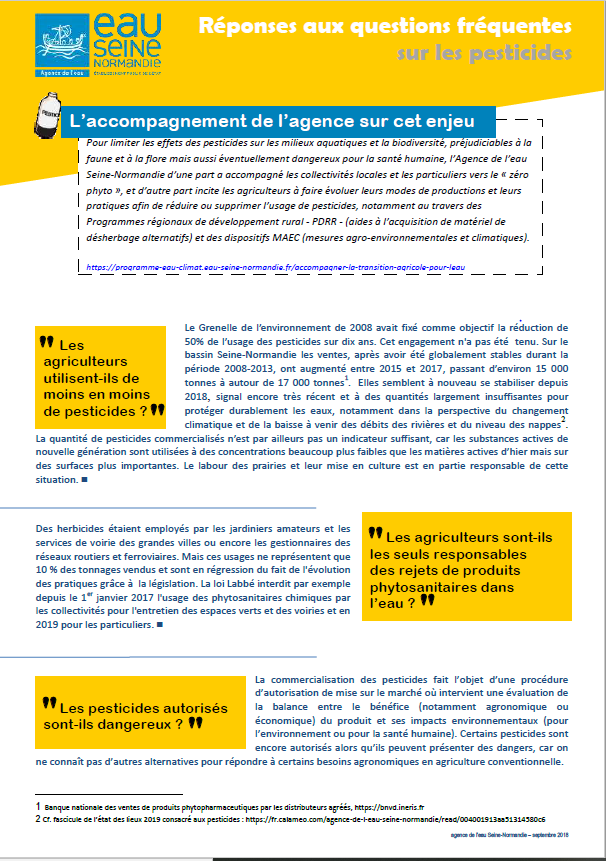 eau
SEINE
NORMANDIE
Agence de l'eau
ÉTABLISSEMENT PUBLIC DE L'ÉTAT
Réponses aux questions fréquentes
sur les pesticides
L'accompagnement de l'agence sur cet enjeu
Pour limiter les effets des pesticides sur les milieux aquatiques et la biodiversité, préjudiciables à la
faune et à la flore mais aussi éventuellement dangereux pour la santé humaine, l'Agence de l'eau
Seine-Normandie d'une part a accompagné les collectivités locales et les particuliers vers le « zéro
phyto », et d'autre part incite les agriculteurs à faire évoluer leurs modes de productions et leurs
pratiques afin de réduire ou supprimer l'usage de pesticides, notamment au travers des
Programmes régionaux de développement rural - PDRR - (aides à l'acquisition de matériel de
désherbage alternatifs) et des dispositifs MAEC (mesures agro-environnementales et climatiques).
https://programme-eau-climat.eau-seine-normandie.fr/accompagner-la-transition-agricole-pour-leau
" Les
agriculteurs
utilisent-ils de
moins en moins
de pesticides ? "
Le Grenelle de l'environnement de 2008 avait fixé comme objectif la réduction de
50% de l'usage des pesticides sur dix ans. Cet engagement n'a pas été tenu. Sur le
bassin Seine-Normandie les ventes, après avoir été globalement stables durant la
période 2008-2013, ont augmenté entre 2015 et 2017, passant d'environ 15 000
tonnes à autour de 17 000 tonnes1. Elles semblent à nouveau se stabiliser depuis
2018, signal encore très récent et à des quantités largement insuffisantes pour
protéger durablement les eaux, notamment dans la perspective du changement
climatique et de la baisse à venir des débits des rivières et du niveau des nappes2.
La quantité de pesticides commercialisés n'est par ailleurs pas un indicateur suffisant, car les substances actives de
nouvelle génération sont utilisées à des concentrations beaucoup plus faibles que les matières actives d'hier mais sur
des surfaces plus importantes. Le labour des prairies et leur mise en culture est en partie responsable de cette
situation. ■
Des herbicides étaient employés par les jardiniers amateurs et les
services de voirie des grandes villes ou encore les gestionnaires des
réseaux routiers et ferroviaires. Mais ces usages ne représentent que
10 % des tonnages vendus et sont en régression du fait de l'évolution
des pratiques grâce à la législation. La loi Labbé interdit par exemple
depuis le 1er janvier 2017 l'usage des phytosanitaires chimiques par
les collectivités pour l'entretien des espaces verts et des voiries et en
2019 pour les particuliers. ■
" Les agriculteurs sont-ils
les seuls responsables
des rejets de produits
phytosanitaires dans
l'eau ? "
" Les pesticides autorisés
sont-ils dangereux ? "
La commercialisation des pesticides fait l'objet d'une procédure
d'autorisation de mise sur le marché où intervient une évaluation de
la balance entre le bénéfice (notamment agronomique ou
économique) du produit et ses impacts environnementaux (pour
l'environnement ou pour la santé humaine). Certains pesticides sont
encore autorisés alors qu'ils peuvent présenter des dangers, car on
ne connaît pas d'autres alternatives pour répondre à certains besoins agronomiques en agriculture conventionnelle.
1 Banque nationale des ventes de produits phytopharmaceutiques par les distributeurs agréés, https://bnvd.ineris.fr
2 Cf. fascicule de l'état des lieux 2019 consacré aux pesticides : https://fr.calameo.com/agence-de-l-eau-seine-normandie/read/004001913aa51314580c6
agence de l'eau Seine-Normandie – septembre 2018